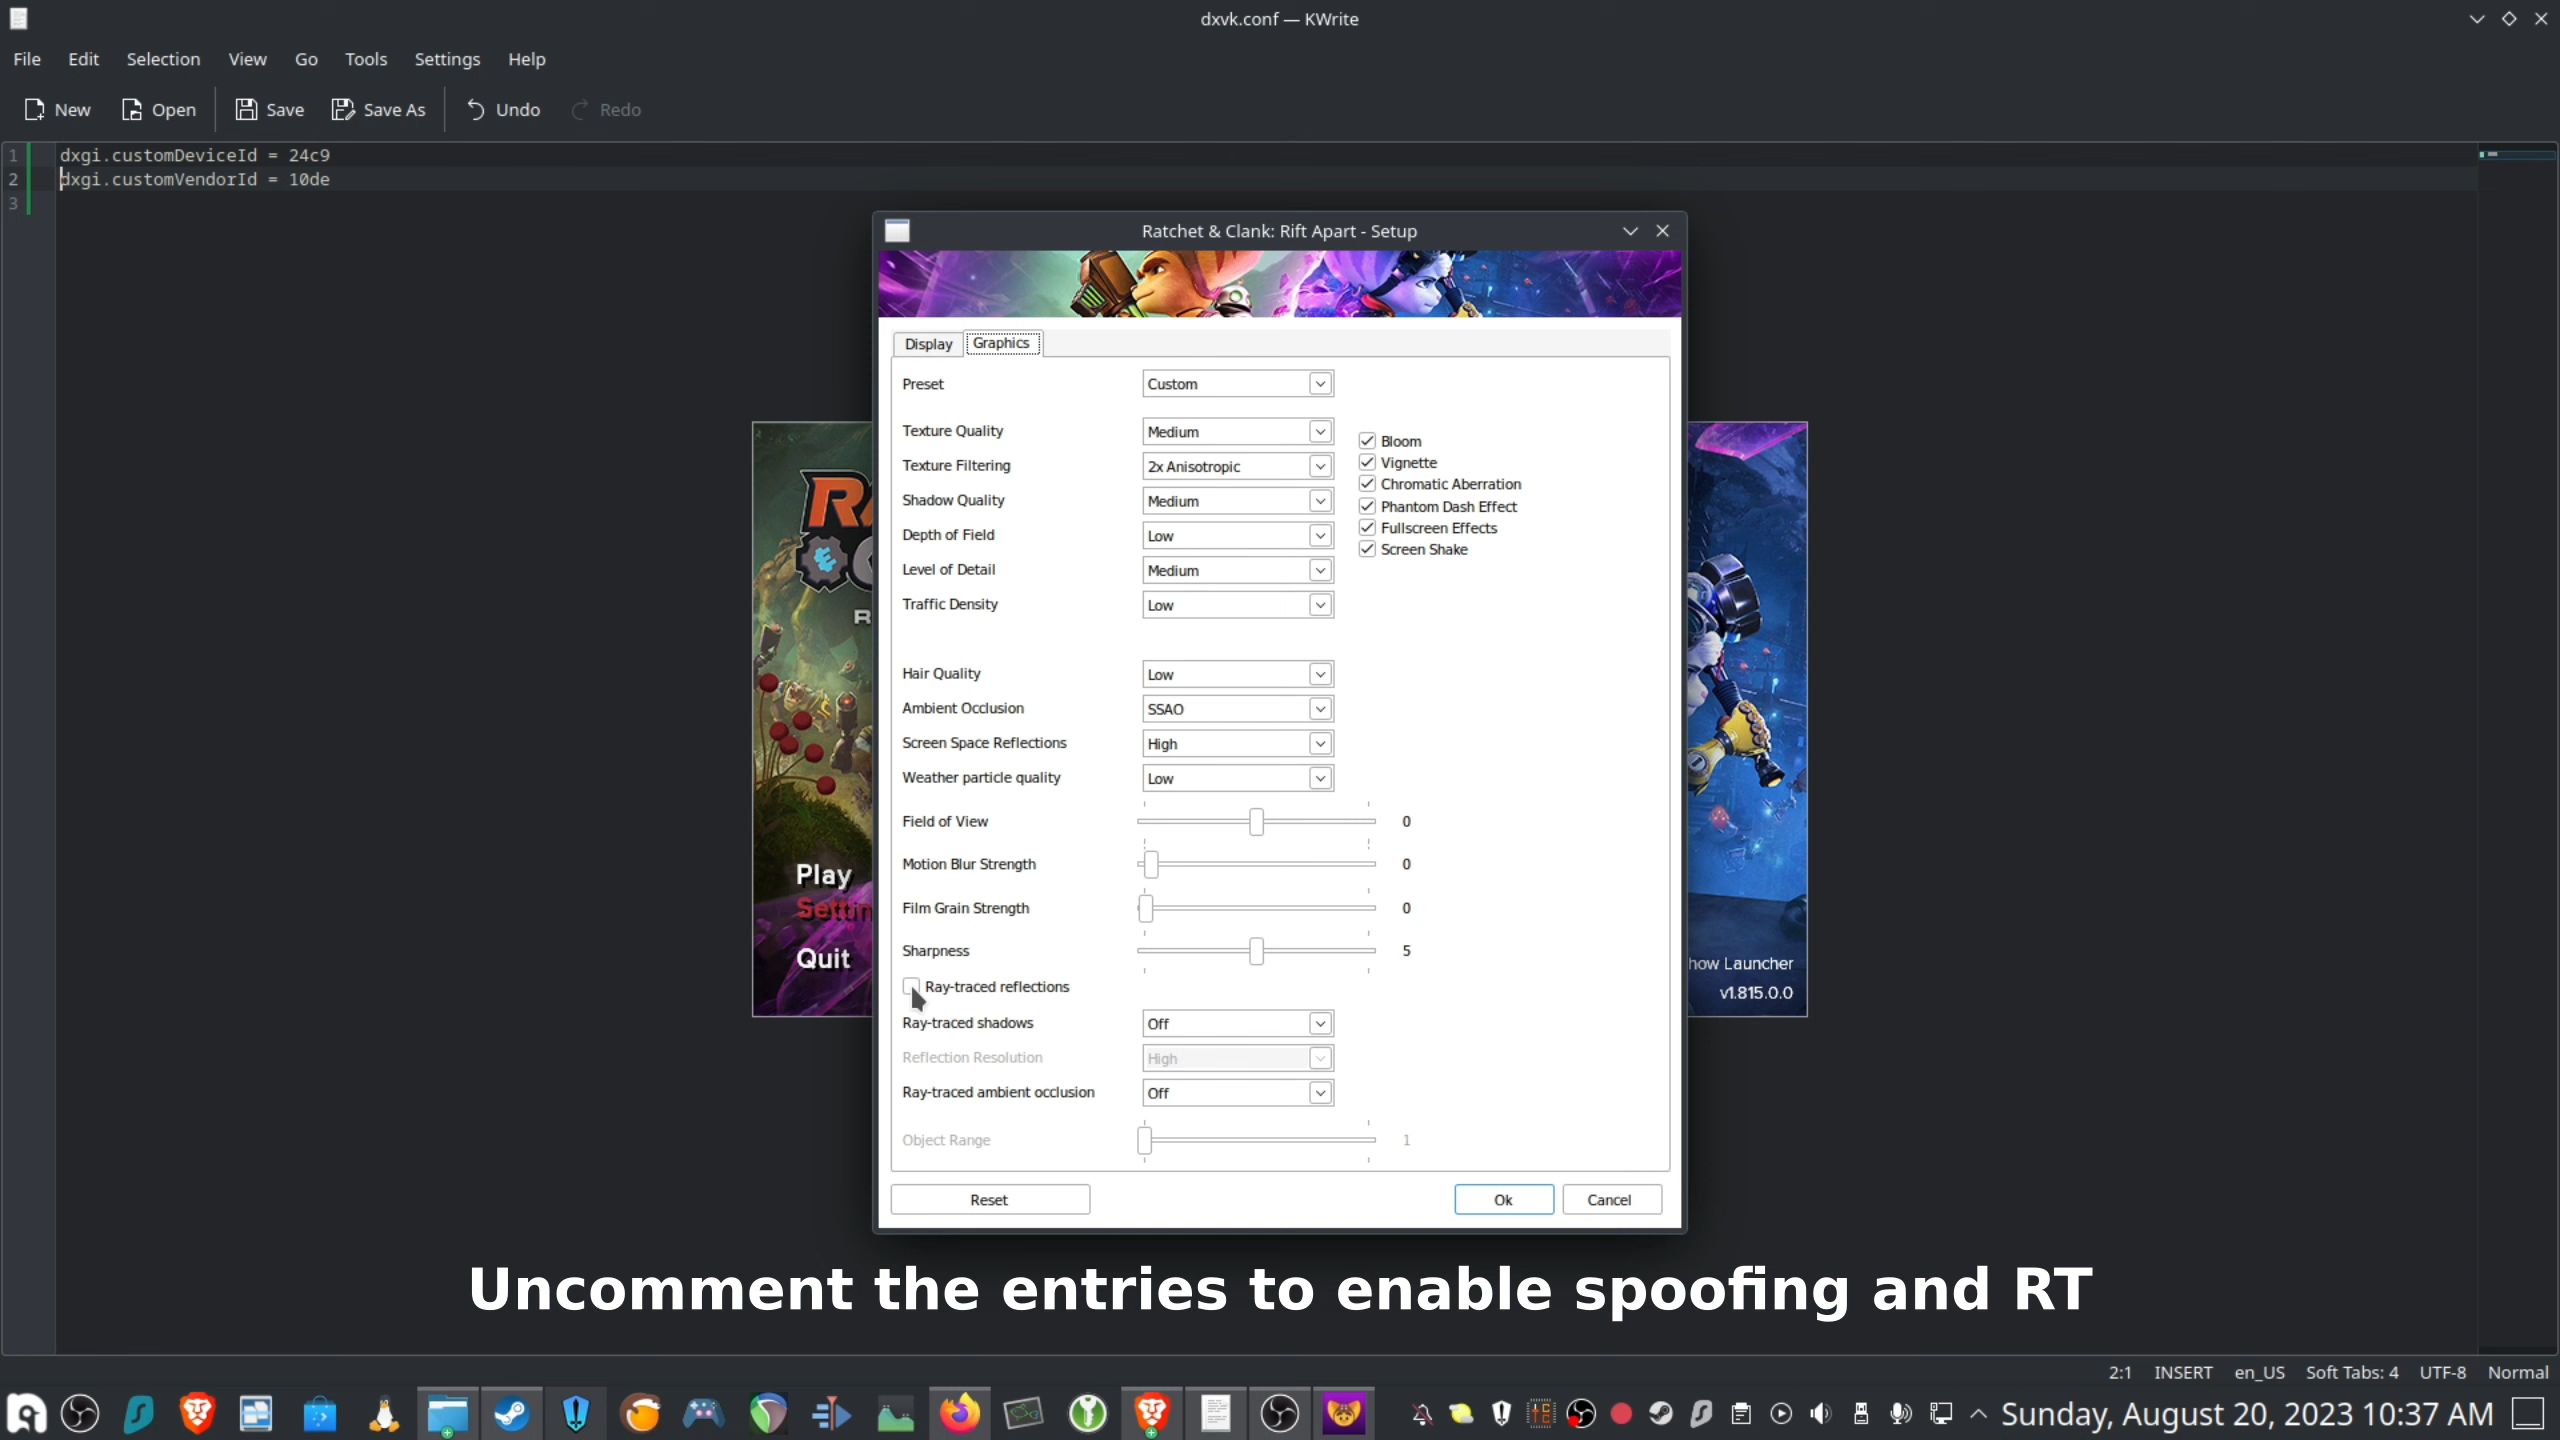 dxvk.conf — KWrite
File Edit Selection View Go Tools Settings Help
New Open Save Save As Undo Redo
1 dxgi.customDeviceId = 24c9
2 dxgi.customVendorId = 10de
3
Ratchet & Clank: Rift Apart - Setup
Display Graphics
Preset Custom
Texture Quality Medium
Bloom
Texture Filtering 2x Anisotropic
Vignette
Chromatic Aberration
Shadow Quality Medium
Phantom Dash Effect
Depth of Field Low
Fullscreen Effects
Screen Shake
Level of Detail Medium
Traffic Density Low
Hair Quality Low
Ambient Occlusion SSAO
Screen Space Reflections High
Weather particle quality Low
Field of View 0
Motion Blur Strength 0
Film Grain Strength 0
Sharpness 5
Ray-traced reflections
Ray-traced shadows Off
Reflection Resolution High
Ray-traced ambient occlusion Off
Object Range 1
Reset Ok Cancel
Play
Quit
Launcher
v1.815.0.0
Uncomment the entries to enable spoofing and RT
2:1 INSERT en_US Soft Tabs: 4 UTF-8 Normal
Sunday, August 20, 2023 10:37 AM